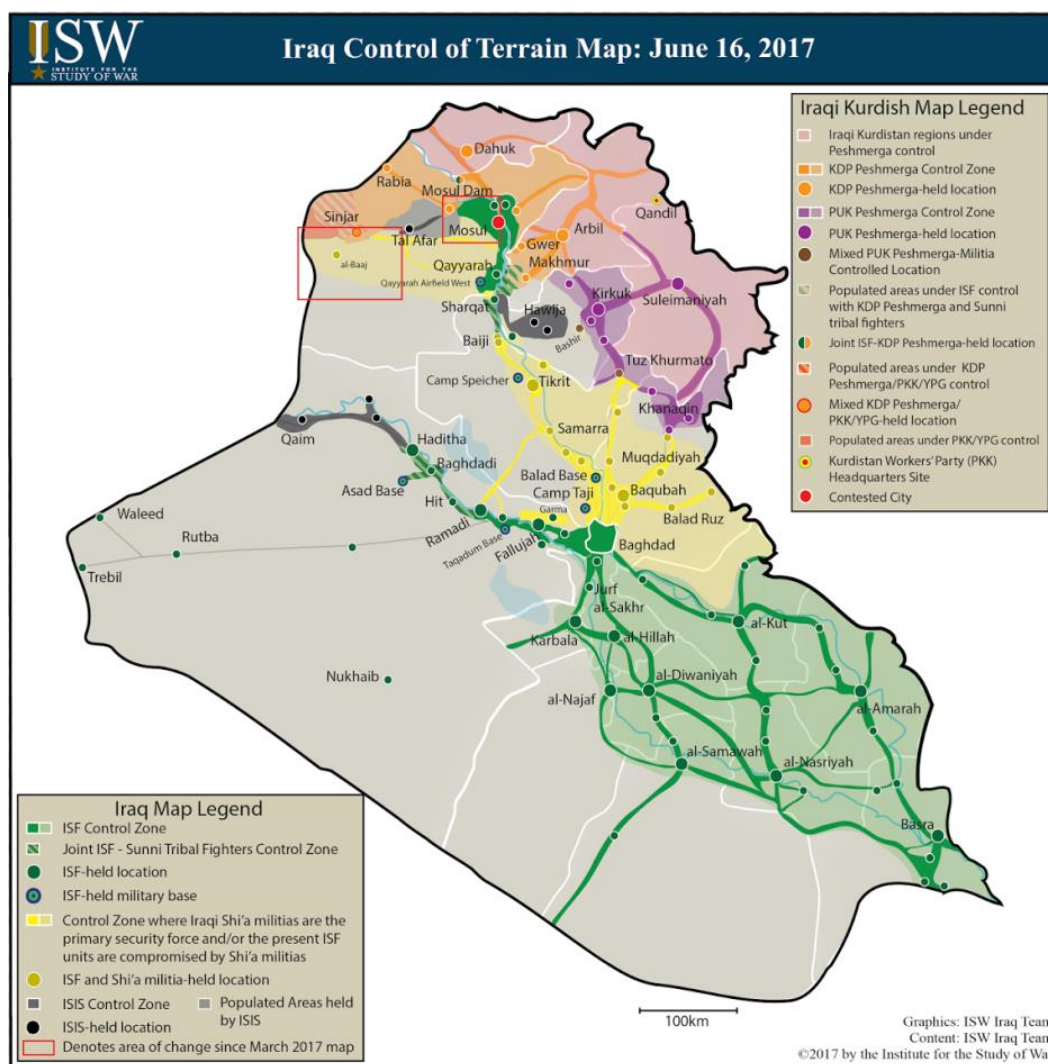 ISW
INSTITUTE FOR THE
STUDY OF WAR
Iraq Control of Terrain Map: June 16, 2017
Iraqi Kurdish Map Legend
Iraqi Kurdistan regions under
Peshmerga control
KDP Peshmerga Control Zone
KDP Peshmerga-held location
PUK Peshmerga Control Zone
PUK Peshmerga-held location
Mixed PUK Peshmerga-Militia
Controlled Location
Populated areas under ISF control
with KDP Peshmerga and Sunni
tribal fighters
Joint ISF-KDP Peshmerga-held location
Populated areas under KDP
Peshmerga/PKK/YPG control
Mixed KDP Peshmerga/
PKK/YPG-held location
Populated areas under PKK/YPG control
Kurdistan Workers' Party (PKK)
Headquarters Site
Contested City
Dahuk
Rabia
Mosul Dam
Qandil
Sinjar
Mosul
Arbil
Tal Afar
Gwer
al-Baaj
Qayyarah
Makhmur
Qayyarah Airfield West
Kirkuk
Suleimaniyah
Sharqat
Hawija
Baiji
Bashir
Tuz Khurmato
Camp Speicher
Tikrit
Khanaqin
Qaim
Samarra
Haditha
Muqdadiyah
Baghdadi
Balad Base
Asad Base
Camp Taji
Baqubah
Hit
Garma
Balad Ruz
Waleed
Ramadi
Rutba
Taqadum Base
Fallujah
Baghdad
Trebil
Jurf
al-Sakhr
Karbala
al-Hillah
al-Kut
Nukhaib
al-Diwaniyah
al-Najaf
al-Amarah
al-Samawah
al-Nasriyah
Basra
Iraq Map Legend
ISF Control Zone
Joint ISF - Sunni Tribal Fighters Control Zone
ISF-held location
ISF-held military base
Control Zone where Iraqi Shi'a militias are the
primary security force and/or the present ISF
units are compromised by Shi'a militias
ISF and Shi'a militia-held location
ISIS Control Zone
Populated Areas held
by ISIS
ISIS-held location
Denotes area of change since March 2017 map
100km
Graphics: ISW Iraq Team
Content: ISW Iraq Team
©2017 by the Institute for the Study of Wa